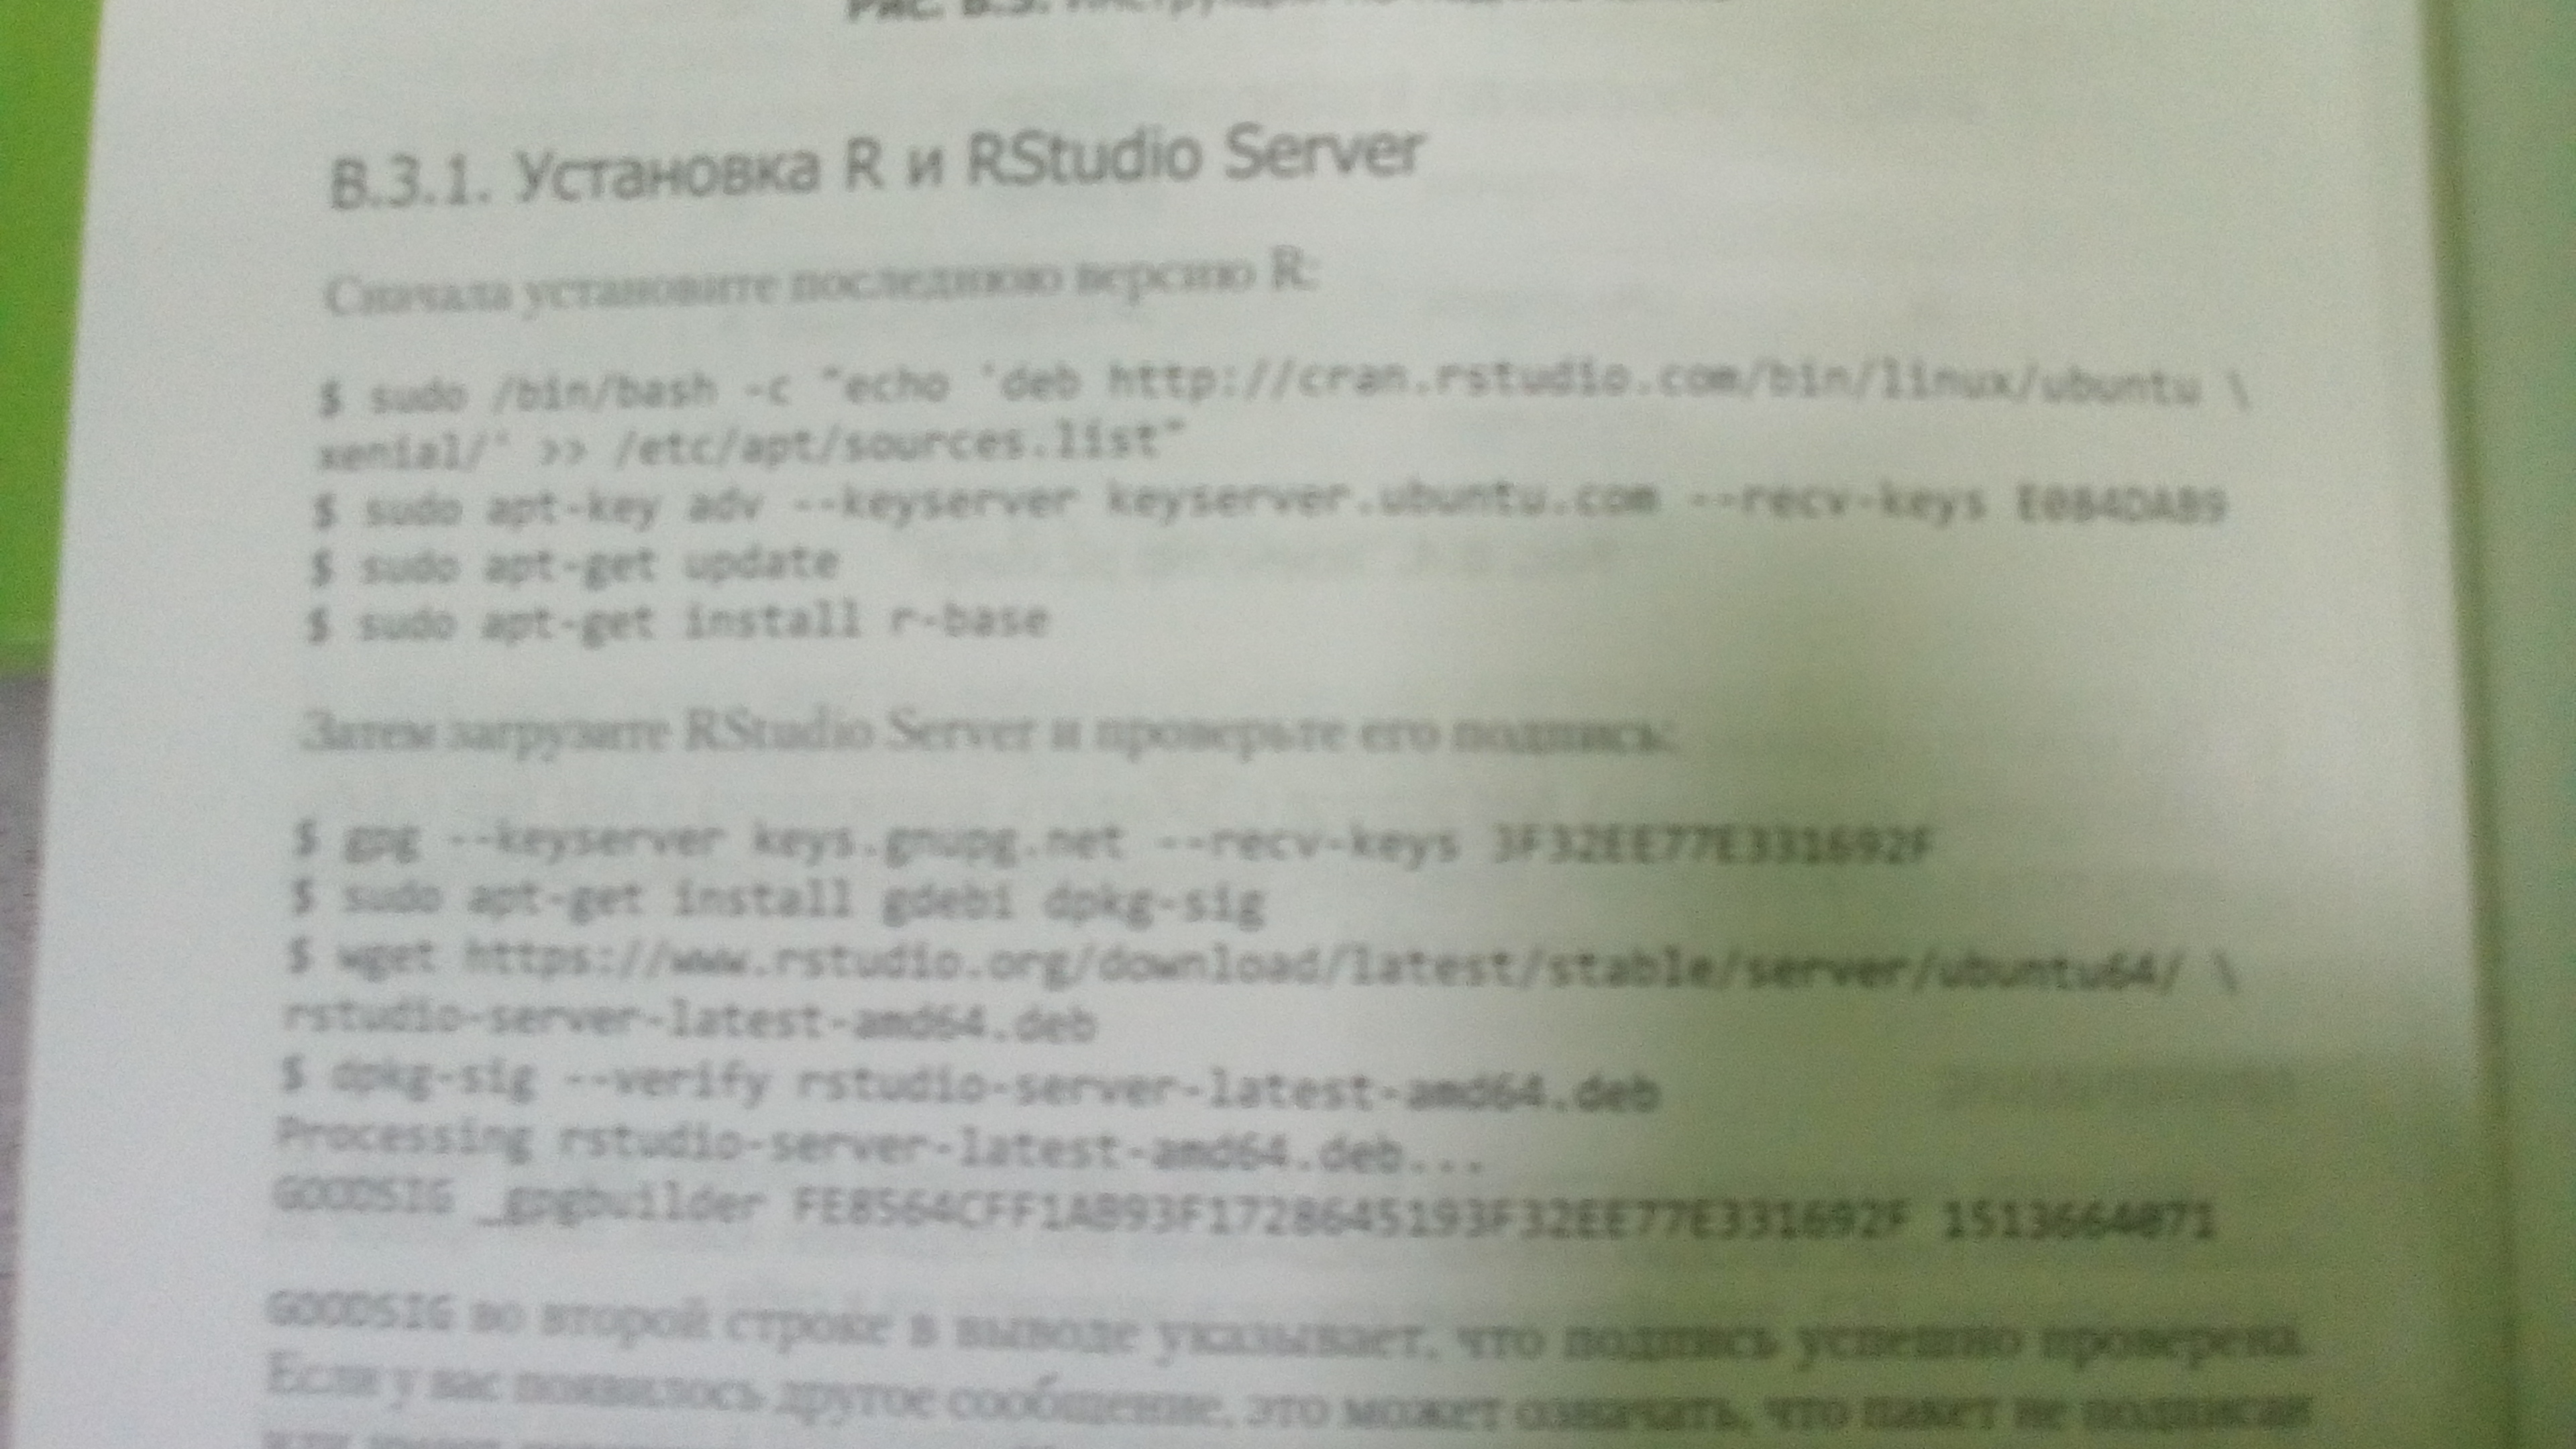 Рис. В.3.
В.3.1. Установка R и RStudio Server
Сначала установите последнюю версию R:
$ sudo /bin/bash -c "echo 'deb http://cran.rstudio.com/bin/linux/ubuntu \
xenial/' >> /etc/apt/sources.list"
$ sudo apt-key adv --keyserver keyserver.ubuntu.com --recv-keys E084DAB9
$ sudo apt-get update
$ sudo apt-get install r-base
Затем загрузите RStudio Server и проверьте его подпись:
$ gpg --keyserver keys.gnupg.net --recv-keys 3F32EE77E331692F
$ sudo apt-get install gdebi dpkg-sig
$ wget https://www.rstudio.org/download/latest/stable/server/ubuntu64/ \
rstudio-server-latest-amd64.deb
$ dpkg-sig --verify rstudio-server-latest-amd64.deb
Processing rstudio-server-latest-amd64.deb...
GOODSIG _gpgbuilder FE8564CFF1AB93F1728645193F32EE77E331692F 1513664071
GOODSIG во второй строке в выводе указывает, что подпись успешно проверена.
Если у вас появилось другое сообщение, это может означать, что пакет не подписан